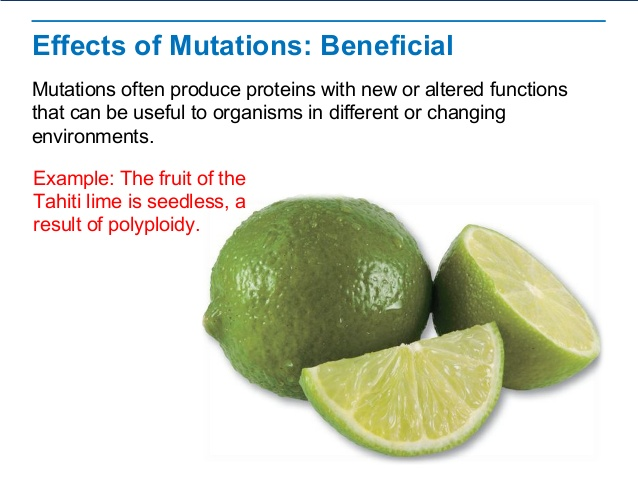 Effects of Mutations: Beneficial
Mutations often produce proteins with new or altered functions
that can be useful to organisms in different or changing
environments.
Example: The fruit of the
Tahiti lime is seedless, a
result of polyploidy.